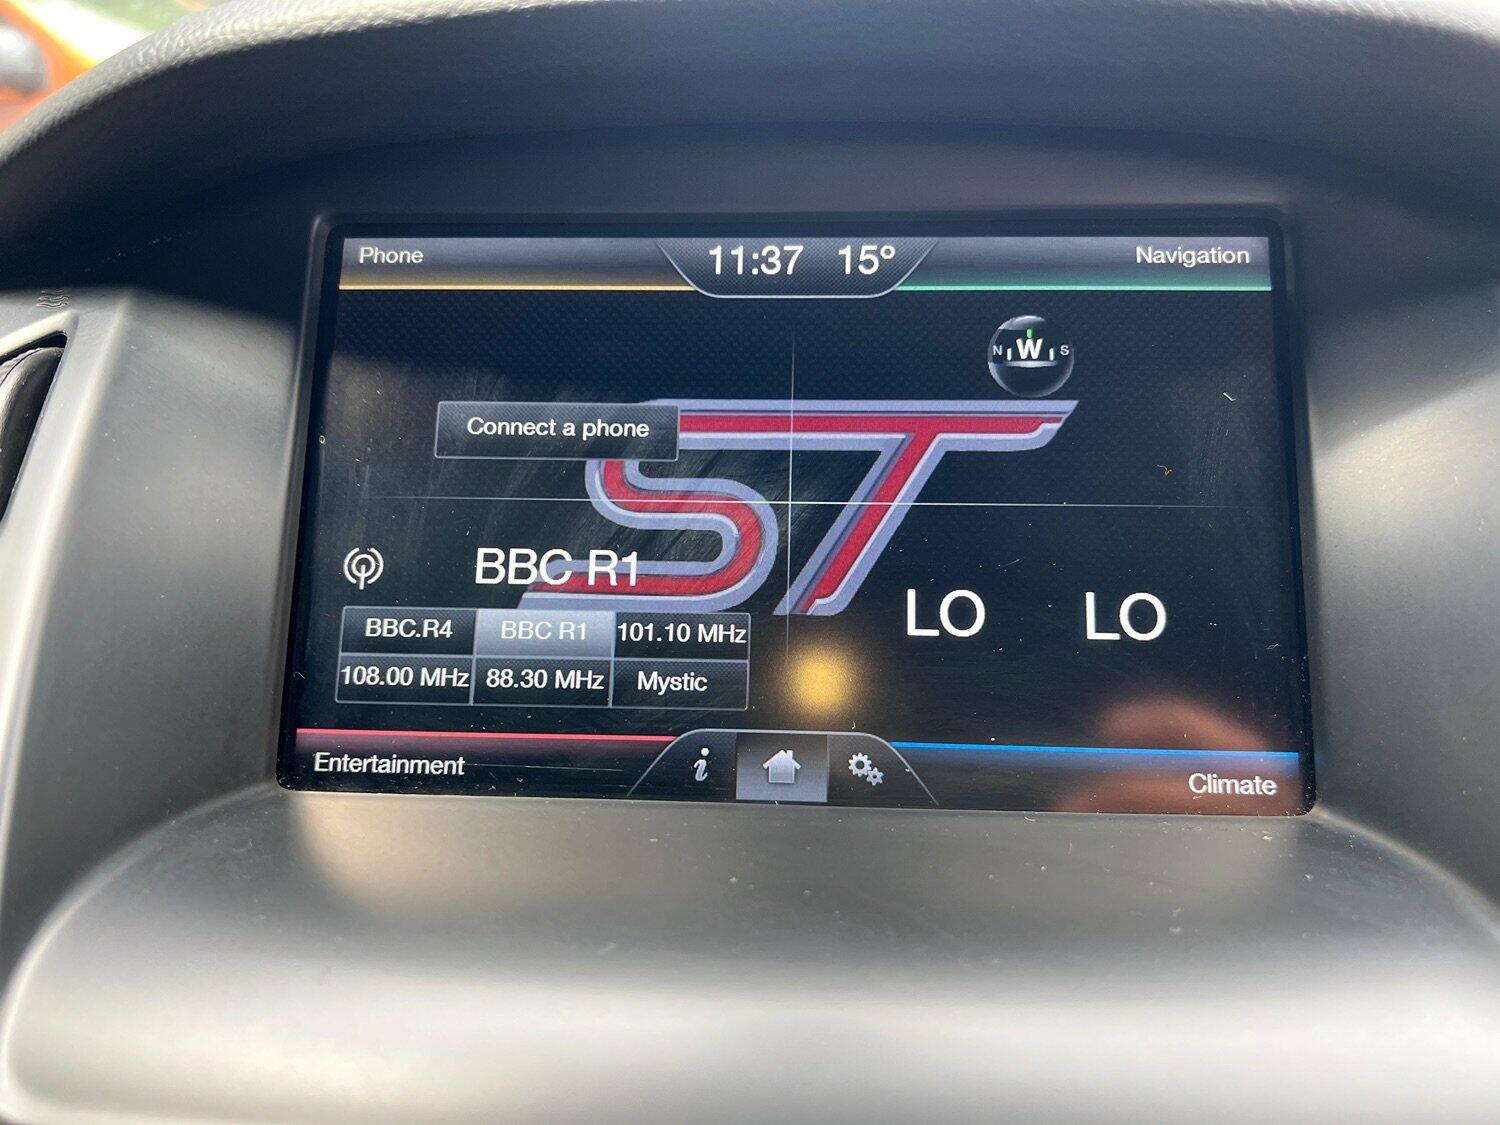 Phone
11:37 15°
Navigation
N W S
Connect a phone
ST
BBC R1
LO LO
BBC.R4 BBC R1 101.10 MHz
108.00 MHz 88.30 MHz Mystic
Entertainment
i
Climate